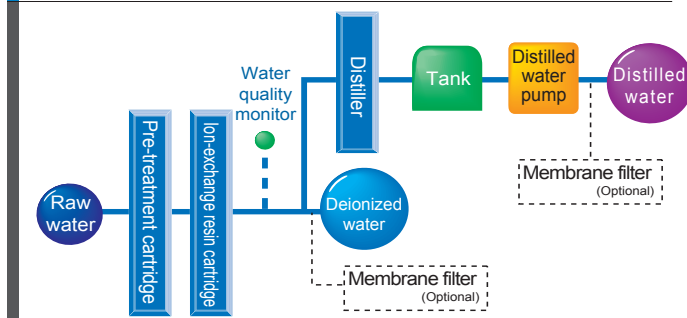 Raw
water
Pre-treatment cartridge
Ion-exchange resin cartridge
Water
quality
monitor
Distiller
Tank
Distilled
water
pump
Distilled
water
Membrane filter
(Optional)
Deionized
water
Membrane filter
(Optional)